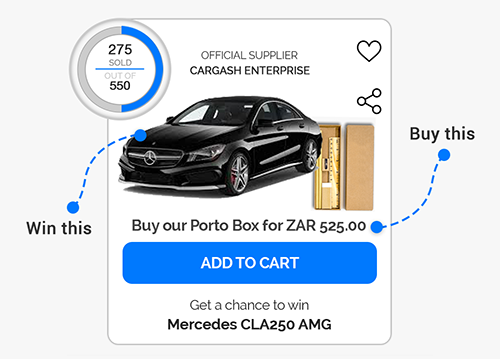 275
SOLD
OUT OF
550
OFFICIAL SUPPLIER
CARGASH ENTERPRISE
Buy this
Win this
Buy our Porto Box for ZAR 525.00
ADD TO CART
Get a chance to win
Mercedes CLA250 AMG